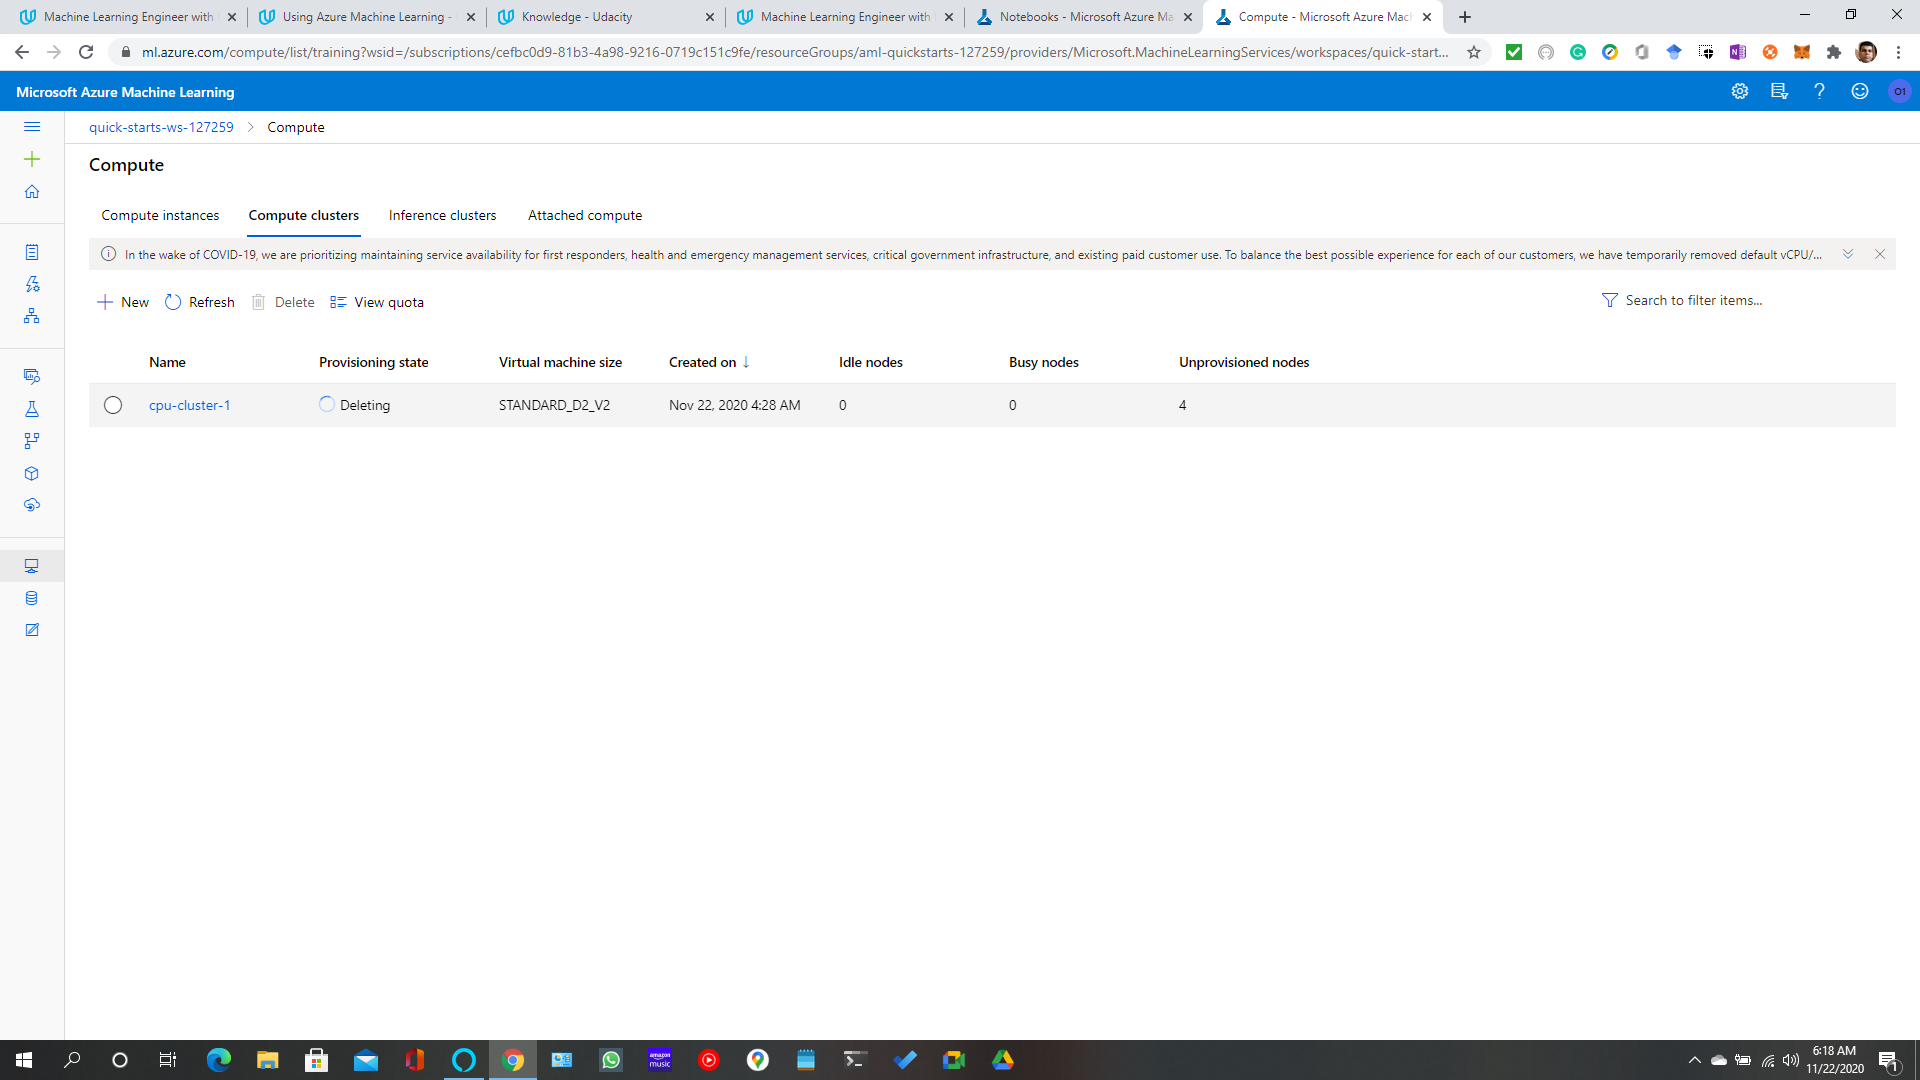 Machine Learning Engineer with
Using Azure Machine Learning -
Knowledge - Udacity
Machine Learning Engineer with
Notebooks - Microsoft Azure Ma
Compute - Microsoft Azure Mac
ml.azure.com/compute/list/training?wsid=/subscriptions/cefbc0d9-81b3-4a98-9216-0719c151c9fe/resourceGroups/aml-quickstarts-127259/providers/Microsoft.MachineLearningServices/workspaces/quick-start...
Microsoft Azure Machine Learning
O1
quick-starts-ws-127259 > Compute
Compute
Compute instances Compute clusters Inference clusters Attached compute
In the wake of COVID-19, we are prioritizing maintaining service availability for first responders, health and emergency management services, critical government infrastructure, and existing paid customer use. To balance the best possible experience for each of our customers, we have temporarily removed default vCPU/...
New Refresh Delete View quota
Search to filter items...
Name Provisioning state Virtual machine size Created on ↓ Idle nodes Busy nodes Unprovisioned nodes
cpu-cluster-1 Deleting STANDARD_D2_V2 Nov 22, 2020 4:28 AM 0 0 4
amazon music
6:18 AM
11/22/2020
1